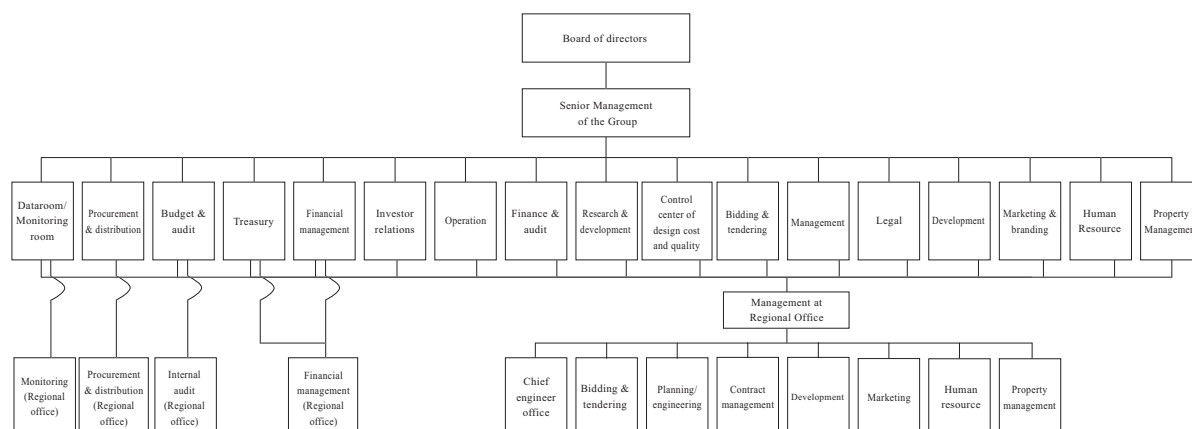 Board of directors
Senior Management
of the Group
Dataroom/
Monitoring
room
Procurement
& distribution
Budget &
audit
Treasury
Financial
management
Investor
relations
Operation
Finance &
audit
Research &
development
Control
center of
design cost
and quality
Bidding &
tendering
Management
Legal
Development
Marketing &
branding
Human
Resource
Property
Management
Management at
Regional Office
Monitoring
(Regional
office)
Procurement
& distribution
(Regional
office)
Internal
audit
(Regional
office)
Financial
management
(Regional
office)
Chief
engineer
office
Bidding &
tendering
Planning/
engineering
Contract
management
Development
Marketing
Human
resource
Property
management